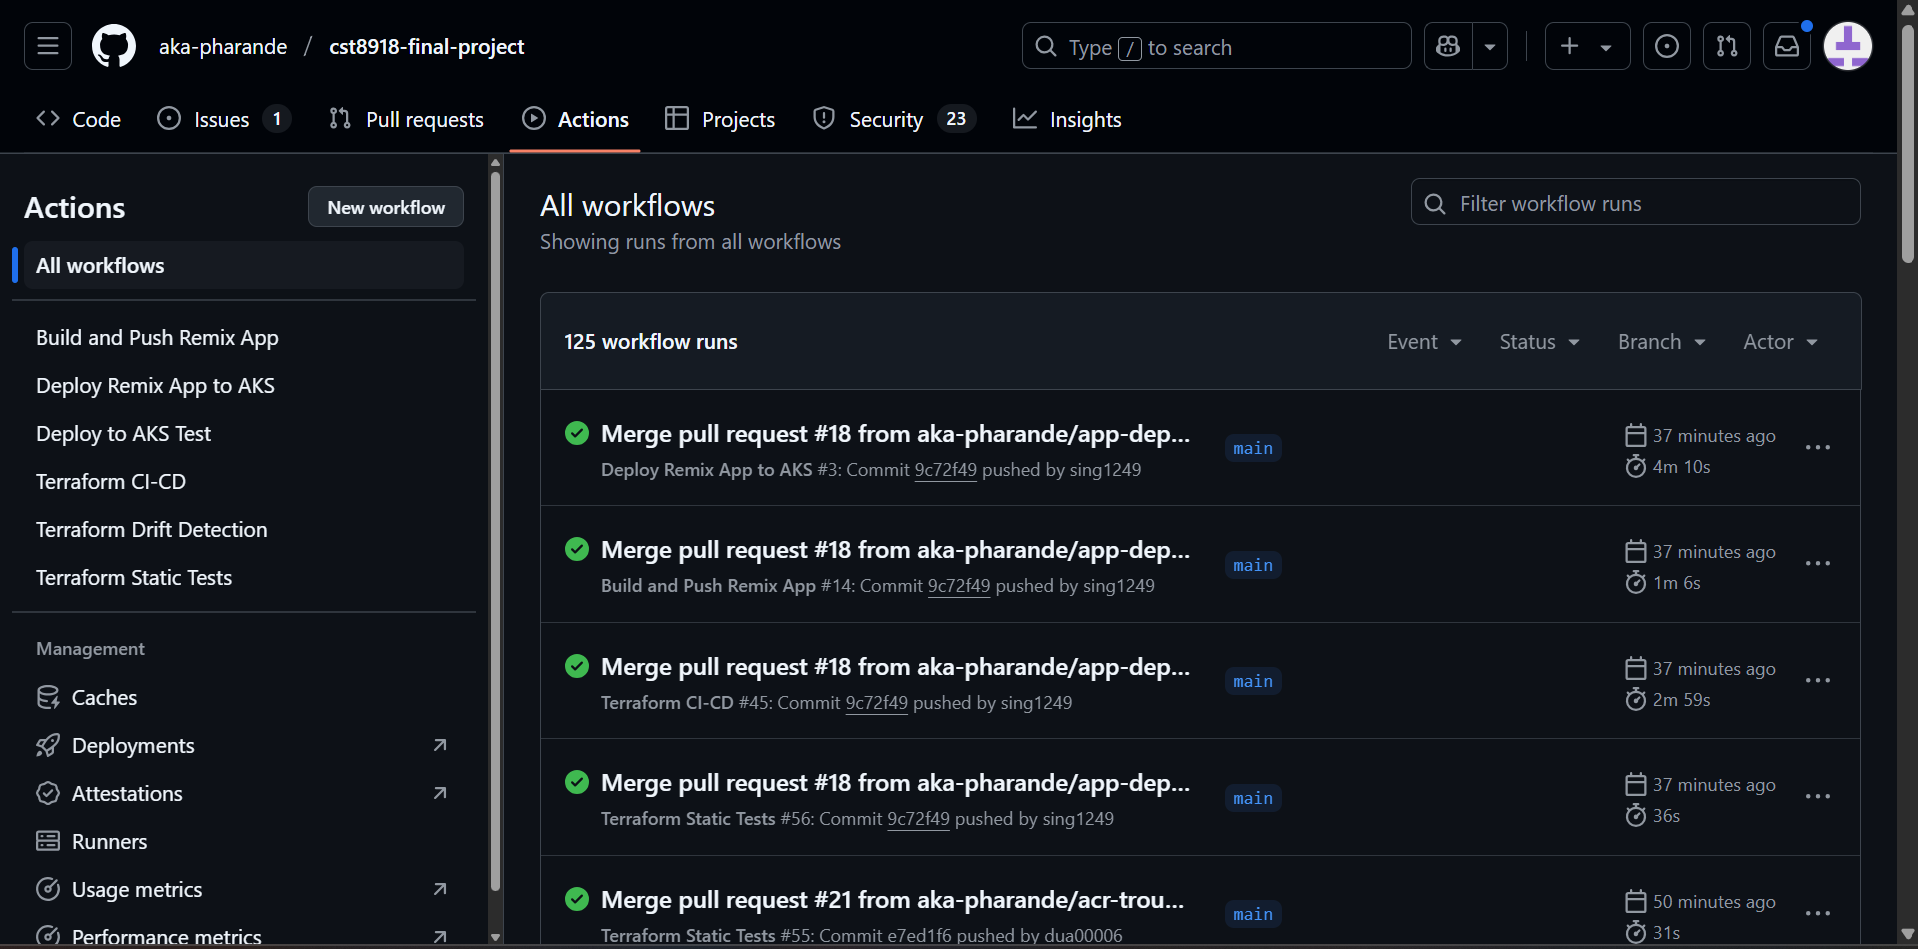 aka-pharande / cst8918-final-project
Type / to search
Code
Issues 1
Pull requests
Actions
Projects
Security 23
Insights
Actions
New workflow
All workflows
Build and Push Remix App
Deploy Remix App to AKS
Deploy to AKS Test
Terraform CI-CD
Terraform Drift Detection
Terraform Static Tests
Management
Caches
Deployments
Attestations
Runners
Usage metrics
Performance metrics
All workflows
Showing runs from all workflows
Filter workflow runs
125 workflow runs
Event
Status
Branch
Actor
Merge pull request #18 from aka-pharande/app-dep...
Deploy Remix App to AKS #3: Commit 9c72f49 pushed by sing1249
main
37 minutes ago
4m 10s
Merge pull request #18 from aka-pharande/app-dep...
Build and Push Remix App #14: Commit 9c72f49 pushed by sing1249
main
37 minutes ago
1m 6s
Merge pull request #18 from aka-pharande/app-dep...
Terraform CI-CD #45: Commit 9c72f49 pushed by sing1249
main
37 minutes ago
2m 59s
Merge pull request #18 from aka-pharande/app-dep...
Terraform Static Tests #56: Commit 9c72f49 pushed by sing1249
main
37 minutes ago
36s
Merge pull request #21 from aka-pharande/acr-trou...
Terraform Static Tests #55: Commit e7ed1f6 pushed by dua00006
main
50 minutes ago
31s